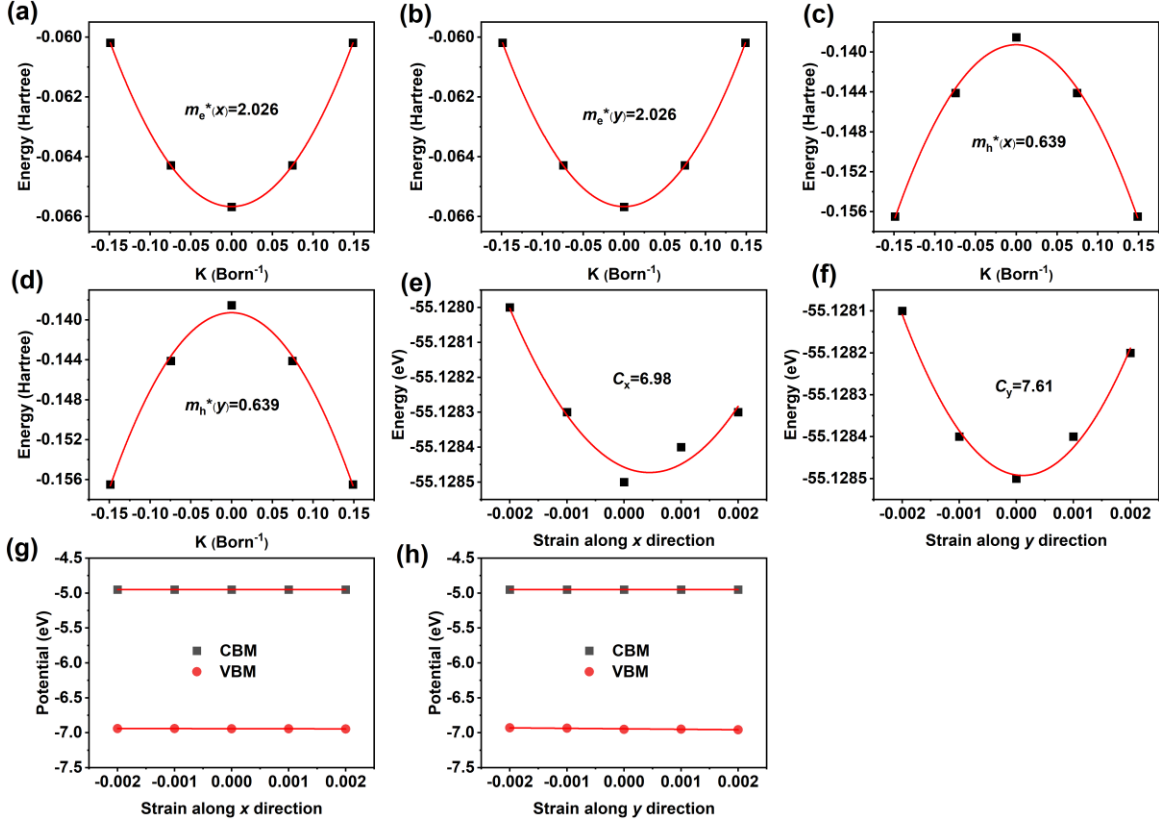 (a)
-0.060
-0.062
-0.064
-0.066
Energy (Hartree)
me*(x)=2.026
-0.15 -0.10 -0.05 0.00 0.05 0.10 0.15
K (Born-1)
(b)
-0.060
-0.062
-0.064
-0.066
Energy (Hartree)
me*(y)=2.026
-0.15 -0.10 -0.05 0.00 0.05 0.10 0.15
K (Born-1)
(c)
-0.140
-0.144
-0.148
-0.152
-0.156
Energy (Hartree)
mh*(x)=0.639
-0.15 -0.10 -0.05 0.00 0.05 0.10 0.15
K (Born-1)
(d)
-0.140
-0.144
-0.148
-0.152
-0.156
Energy (Hartree)
mh*(y)=0.639
-0.15 -0.10 -0.05 0.00 0.05 0.10 0.15
K (Born-1)
(e)
-55.1280
-55.1281
-55.1282
-55.1283
-55.1284
-55.1285
Energy (eV)
Cx=6.98
-0.002 -0.001 0.000 0.001 0.002
Strain along x direction
(f)
-55.1281
-55.1282
-55.1283
-55.1284
-55.1285
Energy (eV)
Cy=7.61
-0.002 -0.001 0.000 0.001 0.002
Strain along y direction
(g)
-4.5
-5.0
-5.5
-6.0
-6.5
-7.0
-7.5
Potential (eV)
CBM
VBM
-0.002 -0.001 0.000 0.001 0.002
Strain along x direction
(h)
-4.5
-5.0
-5.5
-6.0
-6.5
-7.0
-7.5
Potential (eV)
CBM
VBM
-0.002 -0.001 0.000 0.001 0.002
Strain along y direction